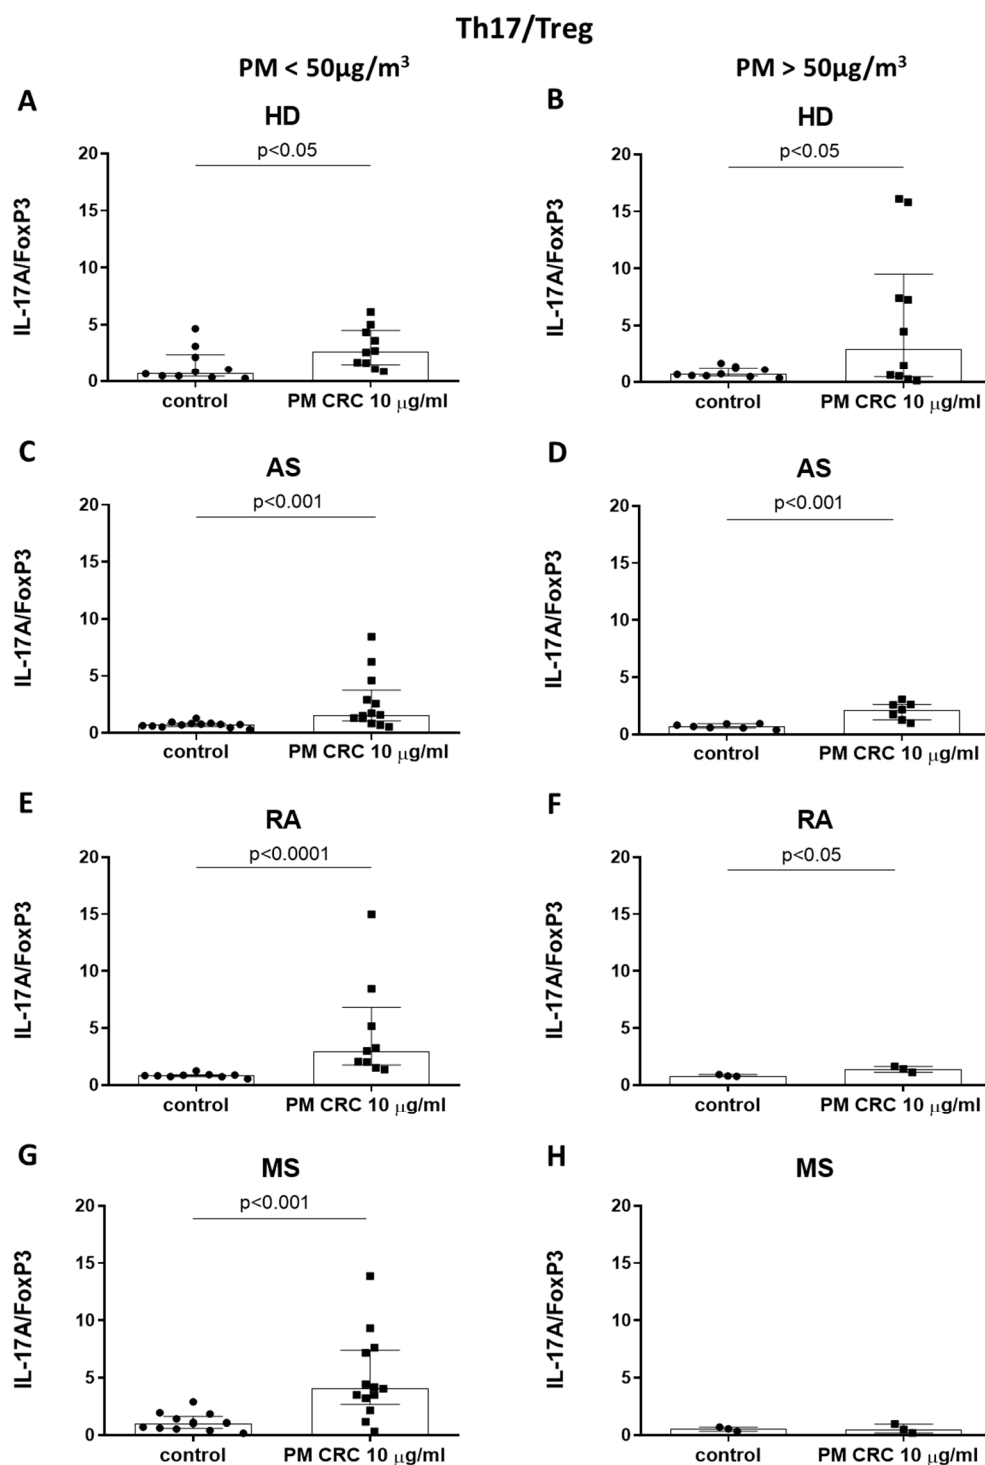 Th17/Treg
PM < 50µg/m³
PM > 50µg/m³
A
HD
p<0.05
IL-17A/FoxP3
20
15
10
5
0
control
PM CRC 10 µg/ml
B
HD
p<0.05
IL-17A/FoxP3
20
15
10
5
0
control
PM CRC 10 µg/ml
C
AS
p<0.001
IL-17A/FoxP3
20
15
10
5
0
control
PM CRC 10 µg/ml
D
AS
p<0.001
IL-17A/FoxP3
20
15
10
5
0
control
PM CRC 10 µg/ml
E
RA
p<0.0001
IL-17A/FoxP3
20
15
10
5
0
control
PM CRC 10 µg/ml
F
RA
p<0.05
IL-17A/FoxP3
20
15
10
5
0
control
PM CRC 10 µg/ml
G
MS
p<0.001
IL-17A/FoxP3
20
15
10
5
0
control
PM CRC 10 µg/ml
H
MS
IL-17A/FoxP3
20
15
10
5
0
control
PM CRC 10 µg/ml